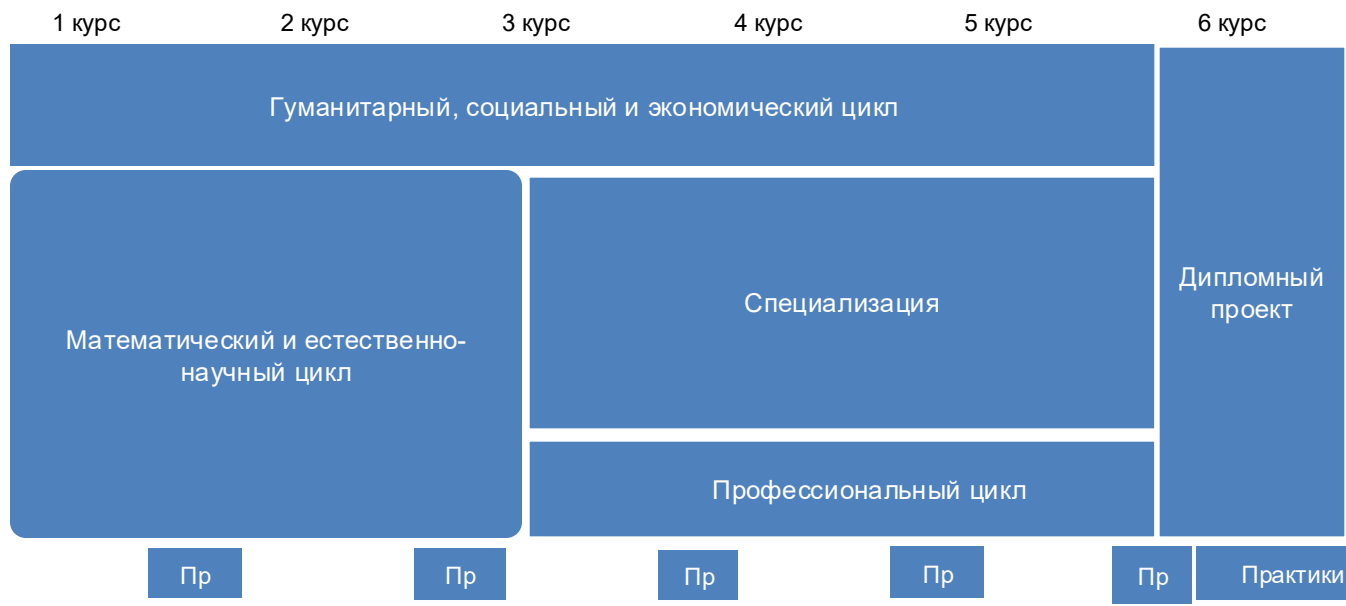 1 курс 2 курс 3 курс 4 курс 5 курс 6 курс
Гуманитарный, социальный и экономический цикл
Математический и естественно-
научный цикл
Специализация
Дипломный
проект
Профессиональный цикл
Пр Пр Пр Пр Пр Практики